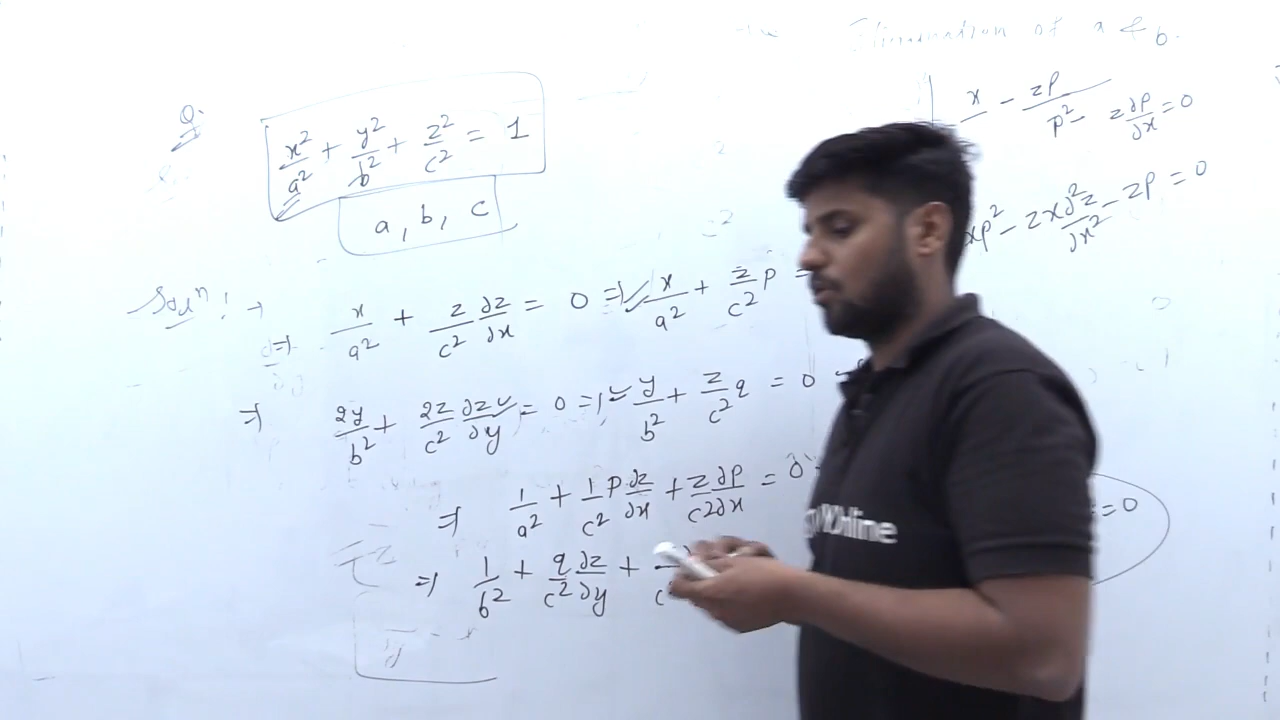 Elimination of a & b.
Q:
x²/a² + y²/b² + z²/c² = 1
a, b, c
x/ - zp/p² z∂p/∂x = 0
xp² - zx∂²z/∂x² - zp = 0
Solⁿ: → x/a² + z/c² ∂z/∂x = 0 ⇒ x/a² + z/c² p =
⇒ 2y/b² + 2z/c² ∂z/∂y = 0 ⇒ y/b² + z/c² q = 0
⇒ 1/a² + 1/c² p ∂z/∂x + z/c² ∂p/∂x = 0
= 0
⇒ 1/b² + q/c² ∂z/∂y +
Online